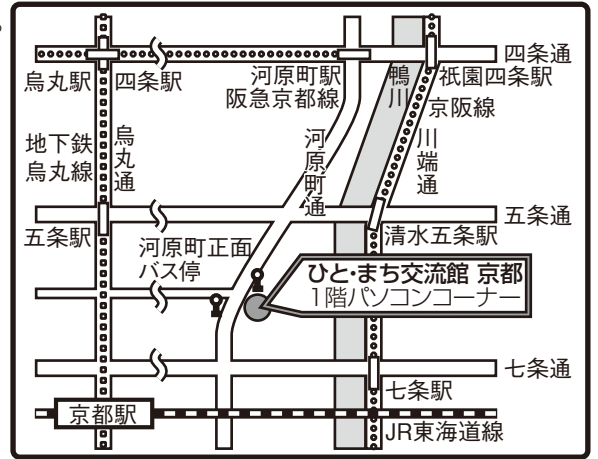 四条通
烏丸駅
四条駅
河原町駅
阪急京都線
鴨川
祇園四条駅
京阪線
地下鉄
烏丸線
烏丸通
河原町通
川端通
五条通
五条駅
清水五条駅
河原町正面
バス停
ひと・まち交流館 京都
1階パソコンコーナー
七条通
七条駅
京都駅
JR東海道線